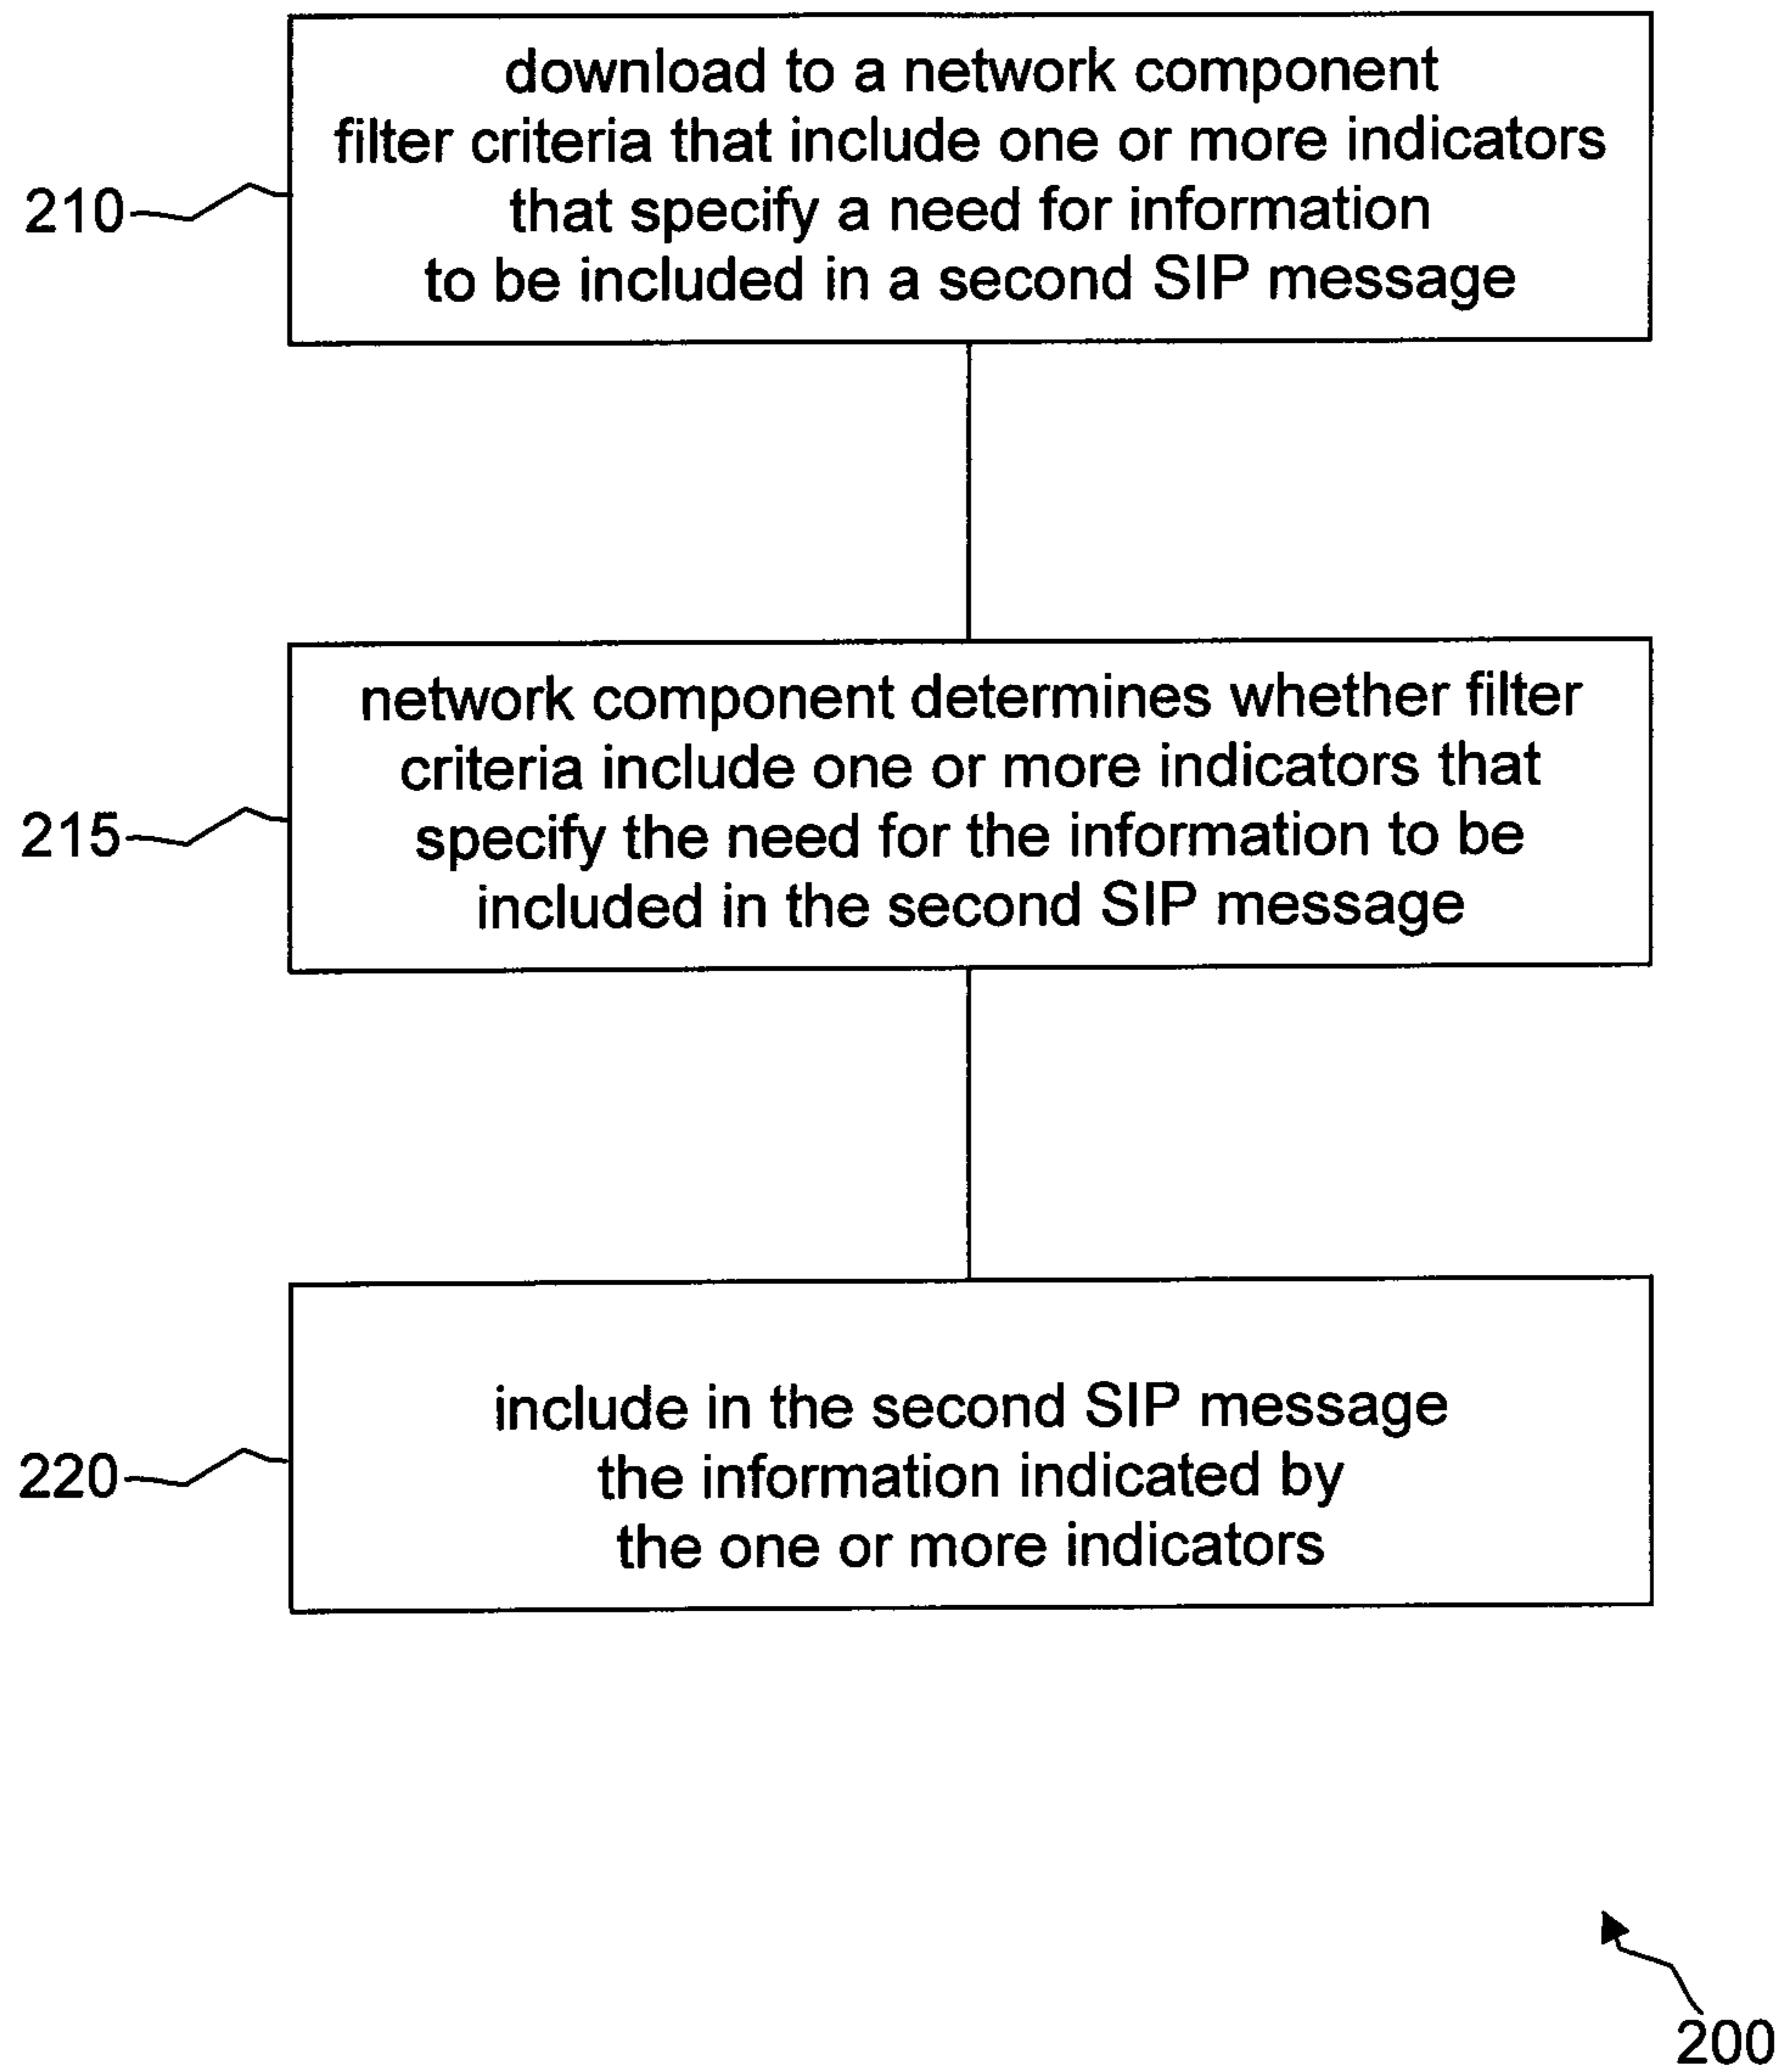 download to a network component
filter criteria that include one or more indicators
that specify a need for information
to be included in a second SIP message
210
network component determines whether filter
criteria include one or more indicators that
specify the need for the information to be
included in the second SIP message
215
include in the second SIP message
the information indicated by
the one or more indicators
220
200